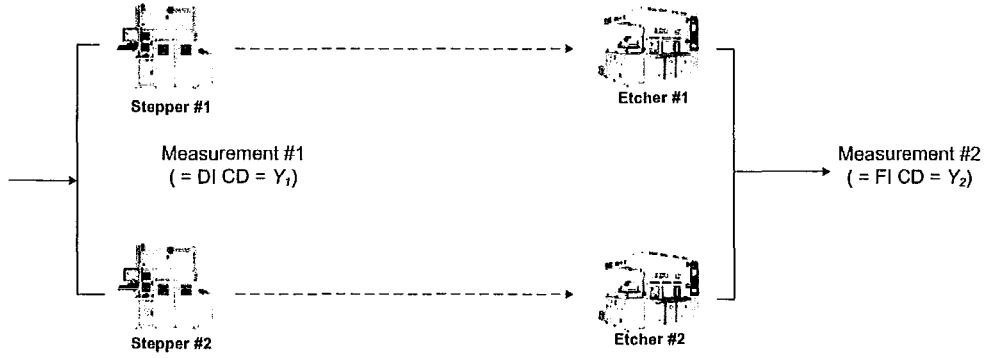 Stepper #1
Etcher #1
Measurement #1
( = DI CD = Y₁)
Measurement #2
( = FI CD = Y₂)
Stepper #2
Etcher #2